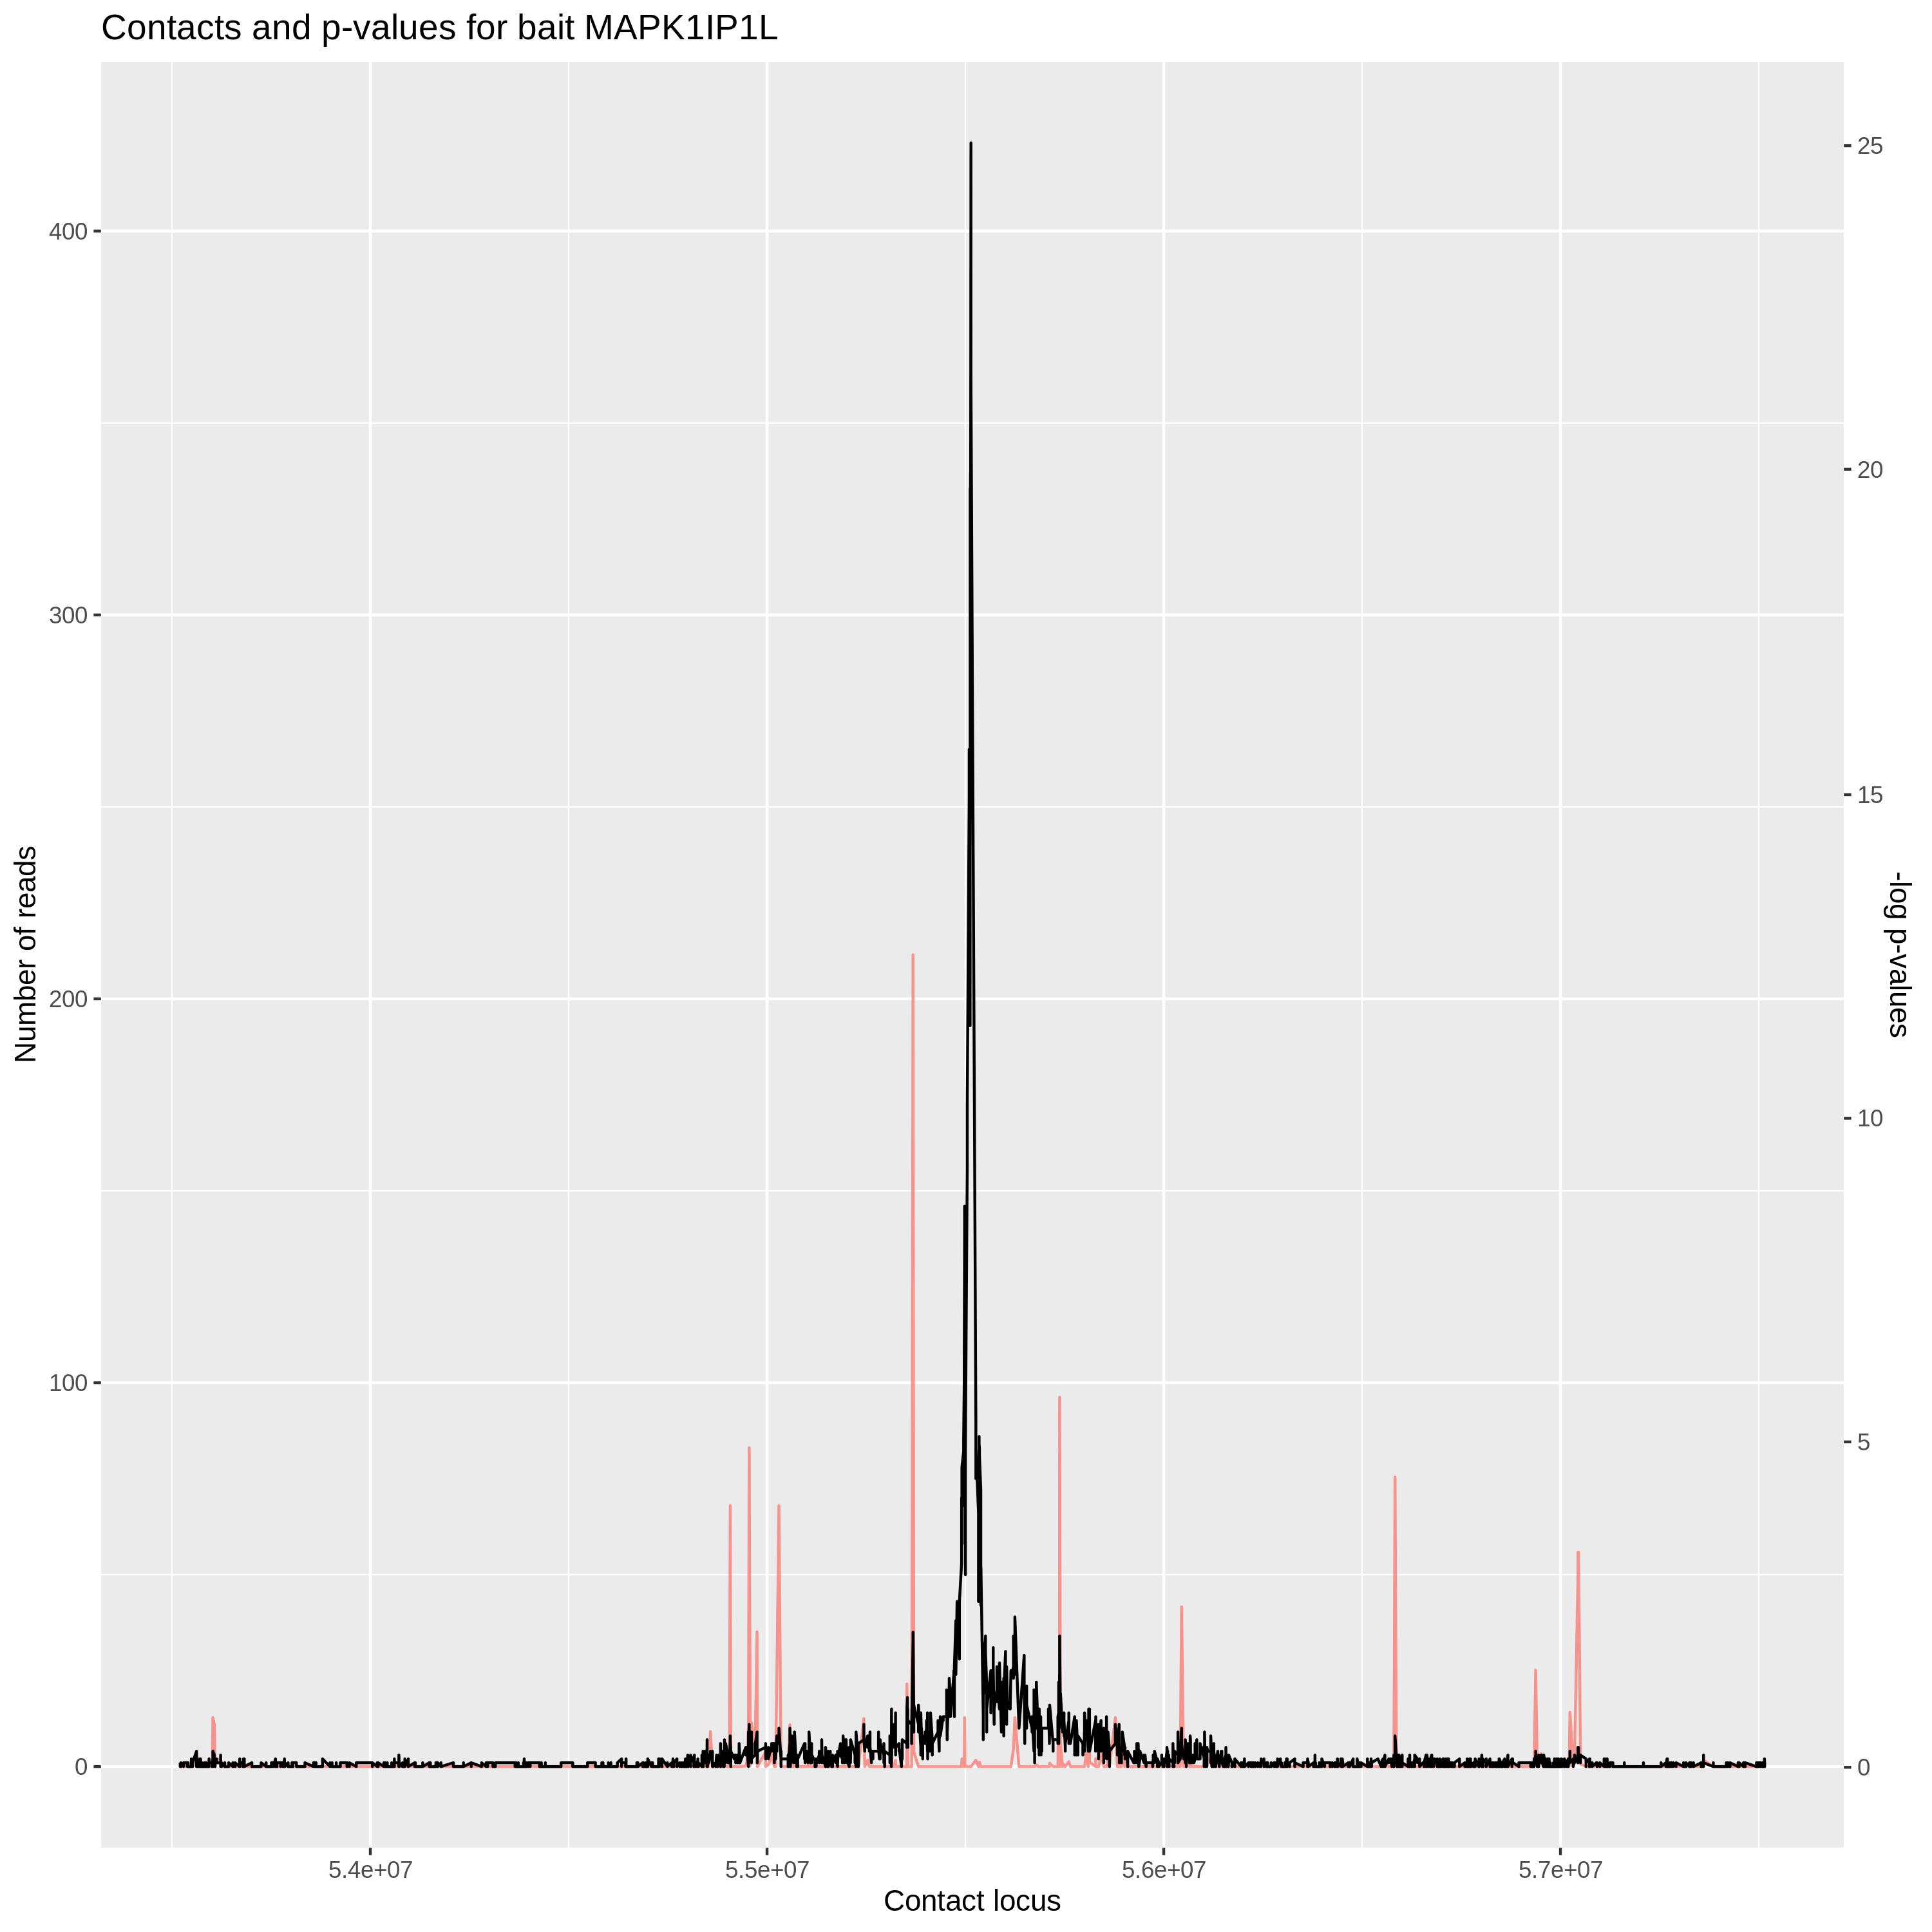 Contacts and p-values for bait MAPK1IP1L
Number of reads
400
300
200
100
0
25
20
15
10
5
0
-log p-values
5.4e+07
5.5e+07
5.6e+07
5.7e+07
Contact locus